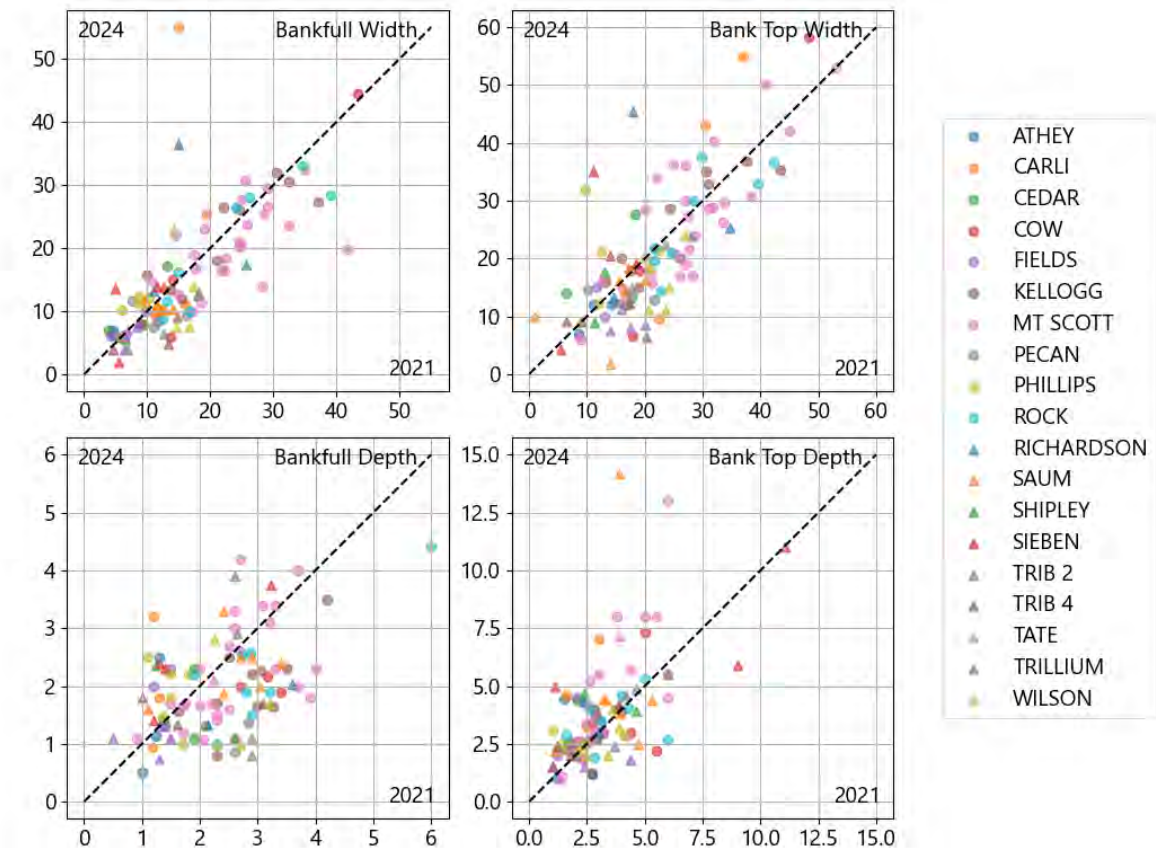 2024 Bankfull Width
50
40
30
20
10
0
2021
0 10 20 30 40 50
2024 Bank Top Width
60
50
40
30
20
10
0
2021
0 10 20 30 40 50 60
2024 Bankfull Depth
6
5
4
3
2
1
0
2021
0 1 2 3 4 5 6
2024 Bank Top Depth
15.0
12.5
10.0
7.5
5.0
2.5
0.0
2021
0.0 2.5 5.0 7.5 10.0 12.5 15.0
ATHEY
CARLI
CEDAR
COW
FIELDS
KELLOGG
MT SCOTT
PECAN
PHILLIPS
ROCK
RICHARDSON
SAUM
SHIPLEY
SIEBEN
TRIB 2
TRIB 4
TATE
TRILLIUM
WILSON